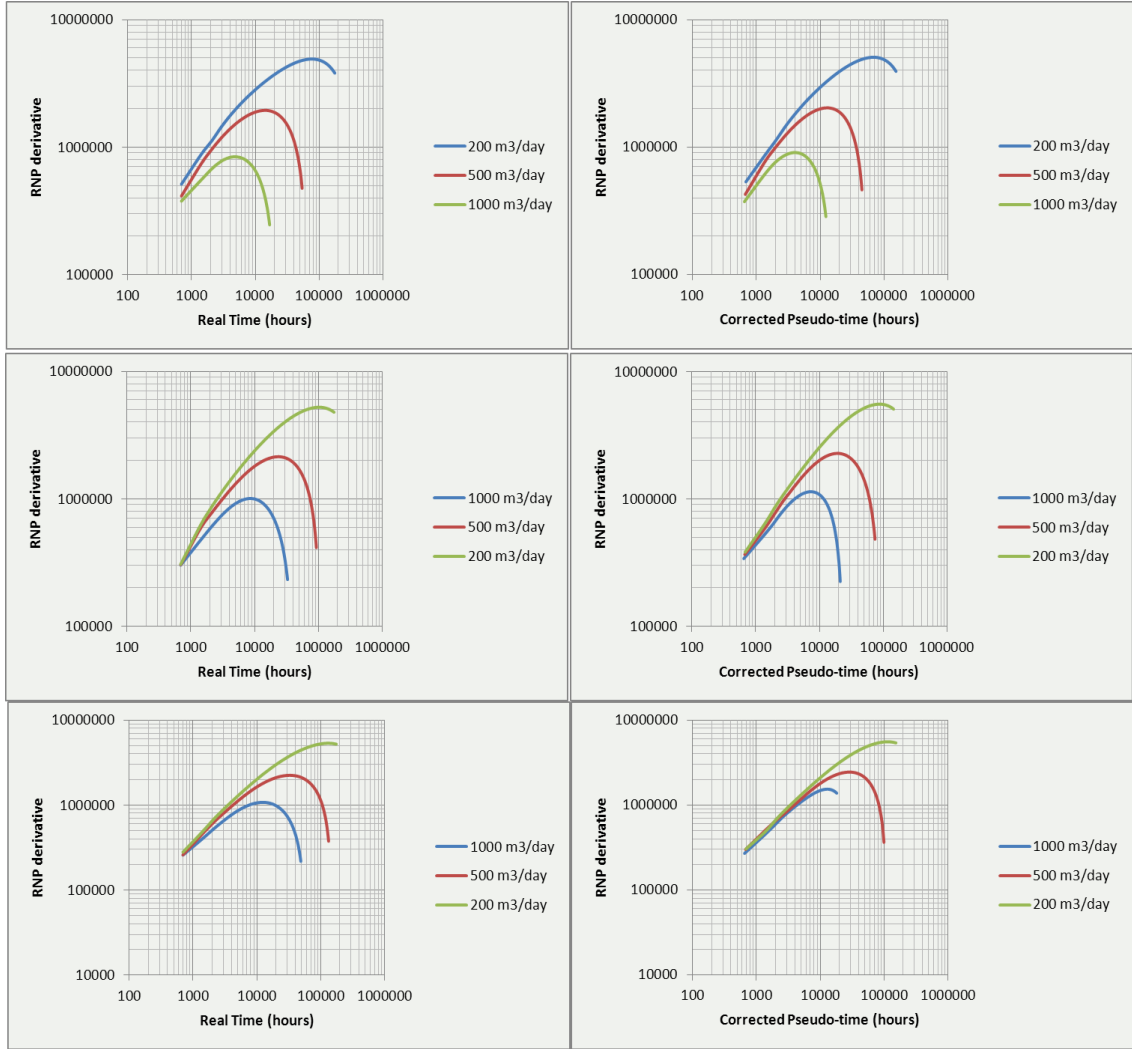 10000000
1000000
100000
RNP derivative
100 1000 10000 100000 1000000
Real Time (hours)
200 m3/day
500 m3/day
1000 m3/day
10000000
1000000
100000
RNP derivative
100 1000 10000 100000 1000000
Corrected Pseudo-time (hours)
200 m3/day
500 m3/day
1000 m3/day
10000000
1000000
100000
RNP derivative
100 1000 10000 100000 1000000
Real Time (hours)
1000 m3/day
500 m3/day
200 m3/day
10000000
1000000
100000
RNP derivative
100 1000 10000 100000 1000000
Corrected Pseudo-time (hours)
1000 m3/day
500 m3/day
200 m3/day
10000000
1000000
100000
10000
RNP derivative
100 1000 10000 100000 1000000
Real Time (hours)
1000 m3/day
500 m3/day
200 m3/day
10000000
1000000
100000
10000
RNP derivative
100 1000 10000 100000 1000000
Corrected Pseudo-time (hours)
1000 m3/day
500 m3/day
200 m3/day